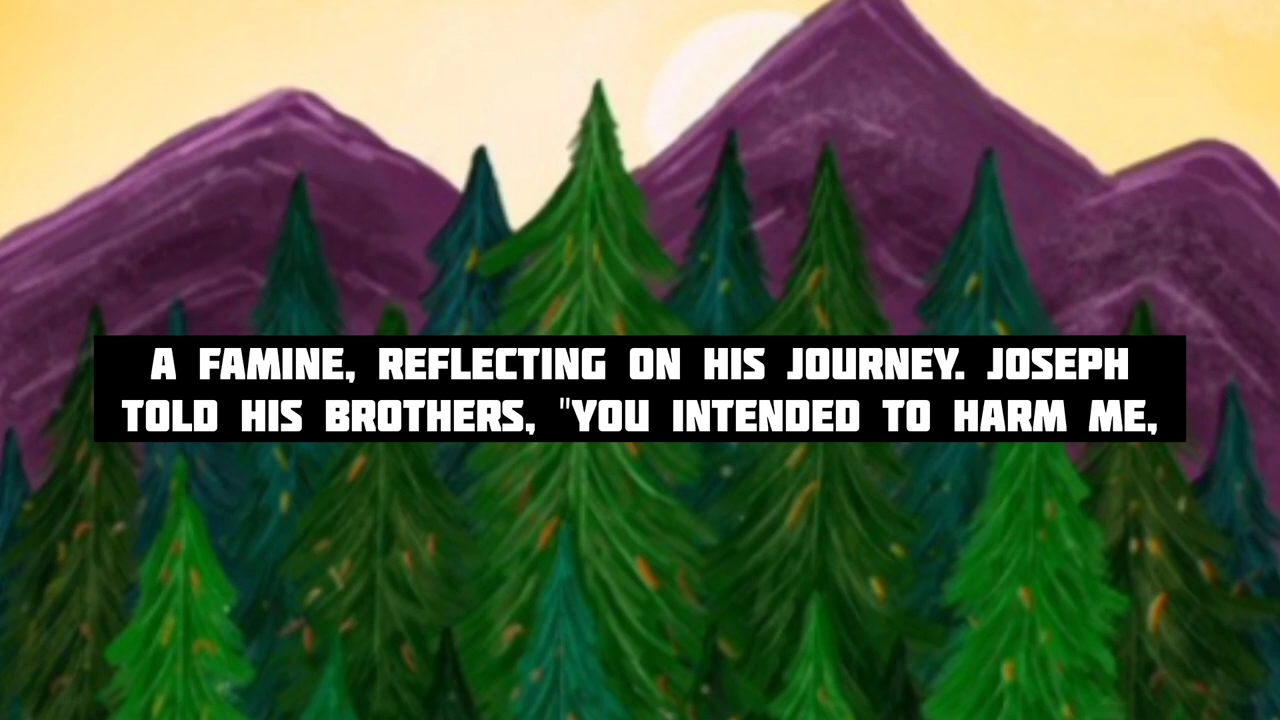 A FAMINE, REFLECTING ON HIS JOURNEY. JOSEPH
TOLD HIS BROTHERS, "YOU INTENDED TO HARM ME,